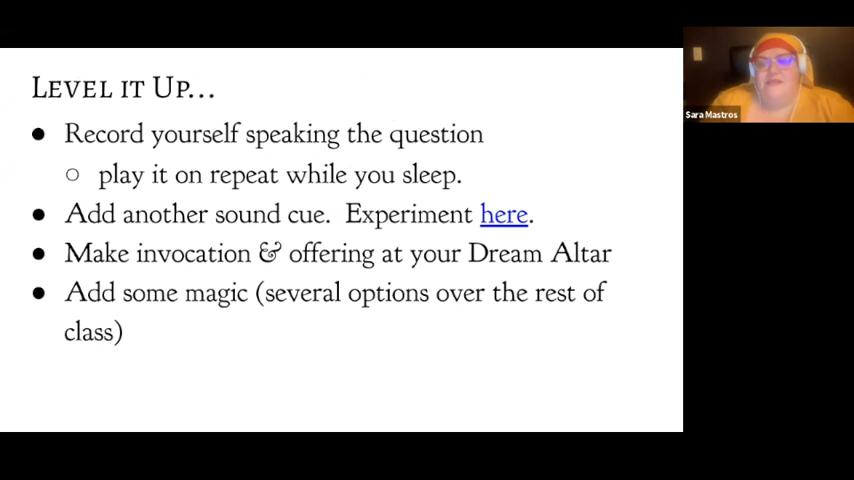 LEVEL IT UP...
● Record yourself speaking the question
○ play it on repeat while you sleep.
● Add another sound cue. Experiment here.
● Make invocation & offering at your Dream Altar
● Add some magic (several options over the rest of
class)
Sara Mastros